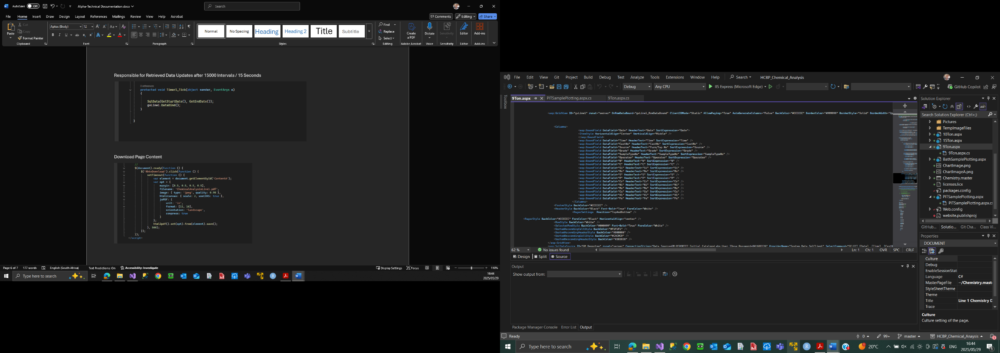 AutoSave Off Alpha-Technical Documentation.docx Search
File Home Insert Draw Design Layout References Mailings Review View Help Acrobat Comments Editing Share
Paste Cut Copy Format Painter
Aptos (Body) 12
Normal No Spacing Heading Heading 2 Title Subtitle
Find Replace Select
Create a PDF Dictate Sensitivity Editor Add-ins
Clipboard Font Paragraph Styles Editing Adobe Acrobat Voice Sensitivity Editor Add-ins
Responsible for Retrieved Data Updates after 15000 Intervals / 15 Seconds
0 references
protected void Timer1_Tick(object sender, EventArgs e)
{
SqlData(GetStartDate(), GetEndDate());
gvLine1.DataBind();
}
}
Download Page Content
//
$(document).ready(function () {
$('#btnDownload').click(function () {
setTimeout(function () {
var element = document.getElementById('ContentA');
var opt = {
margin: [0.5, 0.5, 0.5, 0.5],
filename: 'ChemicalAnalysisLine1.pdf',
image: { type: 'jpeg', quality: 0.98 },
html2canvas: { scale: 2, useCORS: true },
jsPDF: {
unit: 'in',
format: [11, 16],
orientation: 'landscape',
compress: true
}
};
html2pdf().set(opt).from(element).save();
}, 500);
});
});
</script>
Page 6 of 7 177 words English (South Africa) Text Predictions: On Accessibility: Investigate Display Settings Focus 110%
Type here to search
16:44
2025/05/29
File Edit View Git Project Build Debug Test Analyze Tools Extensions Window Help Search HCBP_Chemical_Analysis
Debug Any CPU IIS Express (Microsoft Edge) GitHub Copilot
Toolbox
9Ton.aspx PITSamplePlotting.aspx.cs 9Ton.aspx.cs
<asp:GridView ID="gvLine1" runat="server" OnRowDataBound="gvLine1_RowDataBound" ClientIDMode="Static" AllowPaging="True" AutoGenerateColumns="False" BackColor="#CCCCCC" BorderColor="#999999" BorderStyle="Solid" BorderWidth="2p
<Columns>
<asp:BoundField DataField="Date" HeaderText="Date" SortExpression="Date">
<ItemStyle HorizontalAlign="Center" VerticalAlign="Middle" />
</asp:BoundField>
<asp:BoundField DataField="Time" HeaderText="Time" SortExpression="Time" />
<asp:BoundField DataField="CastNo" HeaderText="CastNo" SortExpression="CastNo" />
<asp:BoundField DataField="Source" HeaderText="Furn/Tap No" SortExpression="Source" />
<asp:BoundField DataField="Grade" HeaderText="Grade" SortExpression="Grade" />
<asp:BoundField DataField="SampleTypeNo" HeaderText="SampleTypeNo" SortExpression="SampleTypeNo" />
<asp:BoundField DataField="Operator" HeaderText="Operator" SortExpression="Operator" />
<asp:BoundField DataField="N" HeaderText="N" SortExpression="N" />
<asp:BoundField DataField="C" HeaderText="C" SortExpression="C" />
<asp:BoundField DataField="Si" HeaderText="Si" SortExpression="Si" />
<asp:BoundField DataField="Mn" HeaderText="Mn" SortExpression="Mn" />
<asp:BoundField DataField="S" HeaderText="S" SortExpression="S" />
<asp:BoundField DataField="P" HeaderText="P" SortExpression="P" />
<asp:BoundField DataField="Cr" HeaderText="Cr" SortExpression="Cr" />
<asp:BoundField DataField="Ni" HeaderText="Ni" SortExpression="Ni" />
<asp:BoundField DataField="Mo" HeaderText="Mo" SortExpression="Mo" />
<asp:BoundField DataField="Cu" HeaderText="Cu" SortExpression="Cu" />
<asp:BoundField DataField="Al" HeaderText="Al" SortExpression="Al" />
<asp:BoundField DataField="Fe" HeaderText="Fe" SortExpression="Fe" />
</Columns>
<FooterStyle BackColor="#CCCCCC" />
<HeaderStyle BackColor="Black" Font-Bold="True" ForeColor="White" />
<PagerSettings Position="TopAndBottom" />
<PagerStyle BackColor="#CCCCCC" ForeColor="Black" HorizontalAlign="center" />
<RowStyle BackColor="White" />
<SelectedRowStyle BackColor="#000099" Font-Bold="True" ForeColor="White" />
<SortedAscendingCellStyle BackColor="#F1F1F1" />
<SortedAscendingHeaderStyle BackColor="#808080" />
<SortedDescendingCellStyle BackColor="#CAC9C9" />
<SortedDescendingHeaderStyle BackColor="#383838" />
</asp:GridView>
62 % No issues found Ln: 1 Ch: 1 OVR SPC CRLF
Design Split Source
Output
Show output from:
Package Manager Console Error List Output
Solution Explorer
Search Solution Explorer (Ctrl+;)
Pictures
TempImageFiles
10Ton.aspx
15Ton.aspx
9Ton.aspx
9Ton.aspx.cs
BathSamplePlotting.aspx
ChartImage.png
ChartImageA.png
Chemistry.master
licenses.licx
packages.config
PITSamplePlotting.aspx
PITSamplePlotting.aspx.cs
Web.config
website.publishproj
GitHub... Solutio... Git Cha... Class Vi...
Properties
DOCUMENT
Culture
Debug
EnableSessionStat
Language C#
MasterPageFile ~/Chemistry.mast
StyleSheetTheme
Theme
Title Line 1 Chemistry D
Trace
Culture
Culture setting of the page.
Ready 0 99+ master HCBP_Chemical_Anaysis
Type here to search 20°C ENG 16:44
2025/05/29